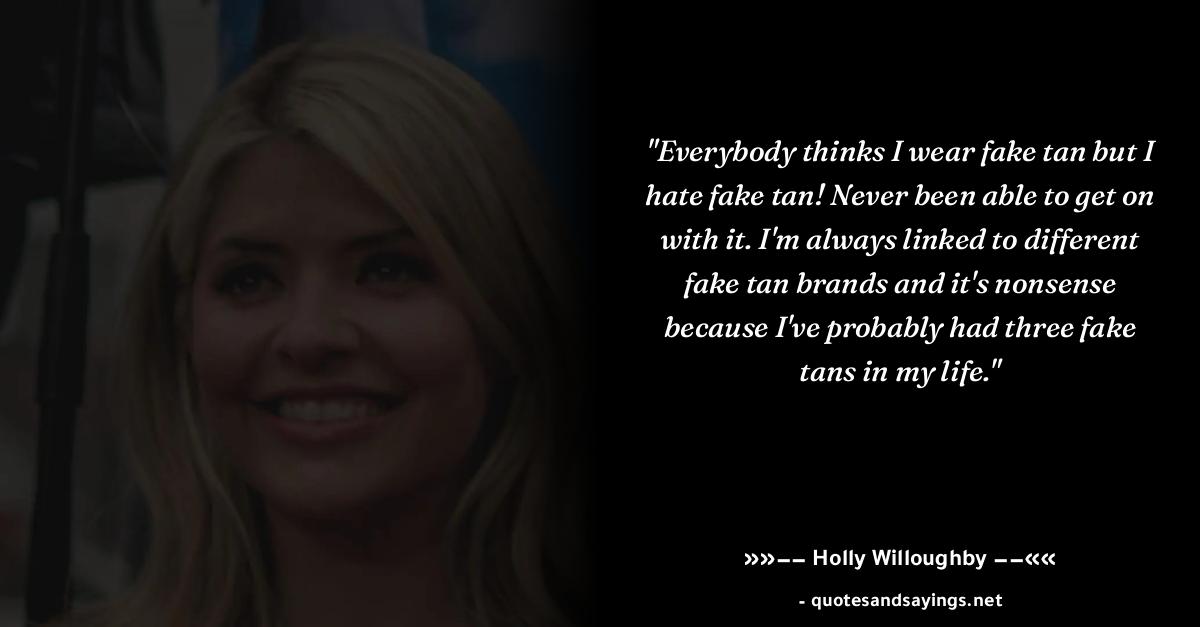 "Everybody thinks I wear fake tan but I
hate fake tan! Never been able to get on
with it. I'm always linked to different
fake tan brands and it's nonsense
because I've probably had three fake
tans in my life."
»»−− Holly Willoughby −−««
- quotesandsayings.net